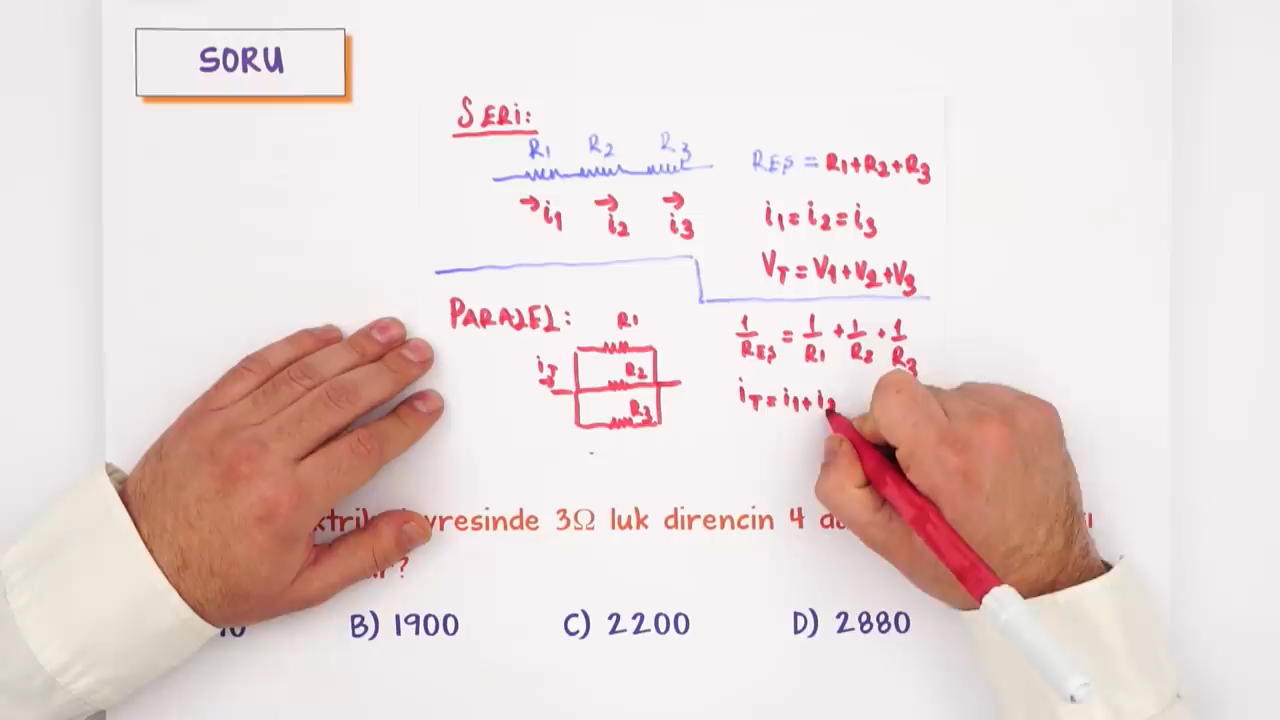 SORU
SERİ:
R1 R2 R3
REŞ = R1+R2+R3
i1 i2 i3
i1 = i2 = i3
VT = V1+V2+V3
PARALEL:
R1
1/REŞ = 1/R1 + 1/R2 + 1/R3
iT
R2
iT = i1 + i2
R3
3Ω luk direncin 4
?
B) 1900 C) 2200 D) 2880